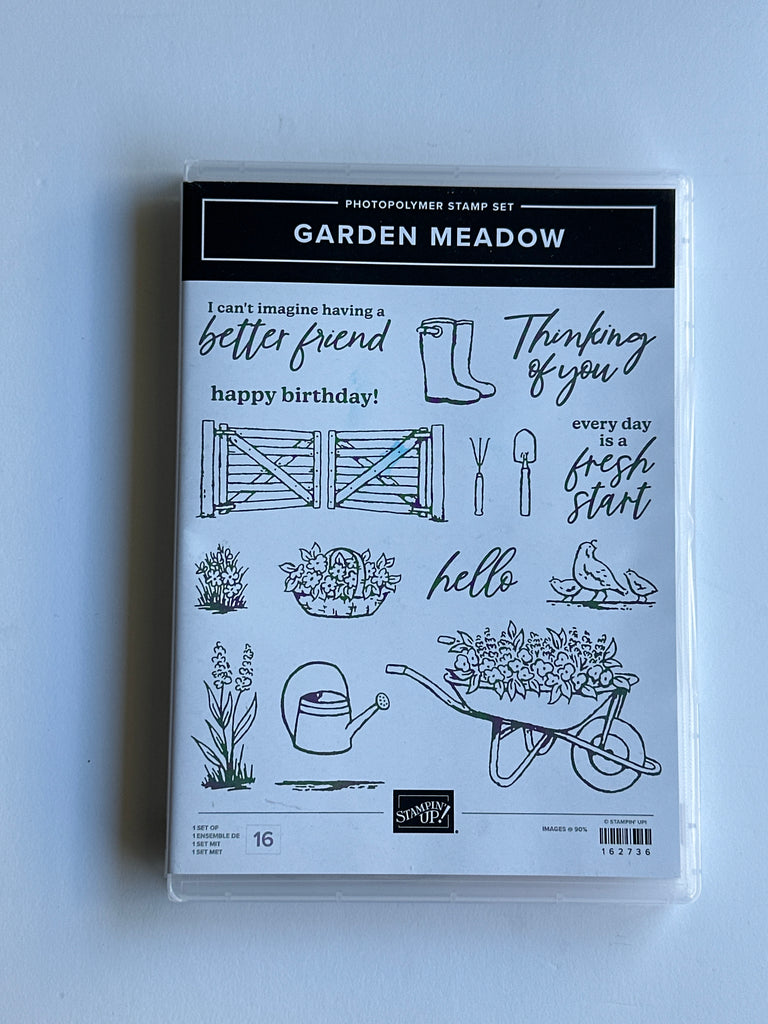 PHOTOPOLYMER STAMP SET
GARDEN MEADOW
I can't imagine having a
better friend
happy birthday!
Thinking
of you
every day
is a
fresh
start
hello
STAMPIN'
UP!
1 SET OF
1 ENSEMBLE DE
1 SET MIT
1 SET MET
16
IMAGES @ 90%
© STAMPIN' UP!
162736